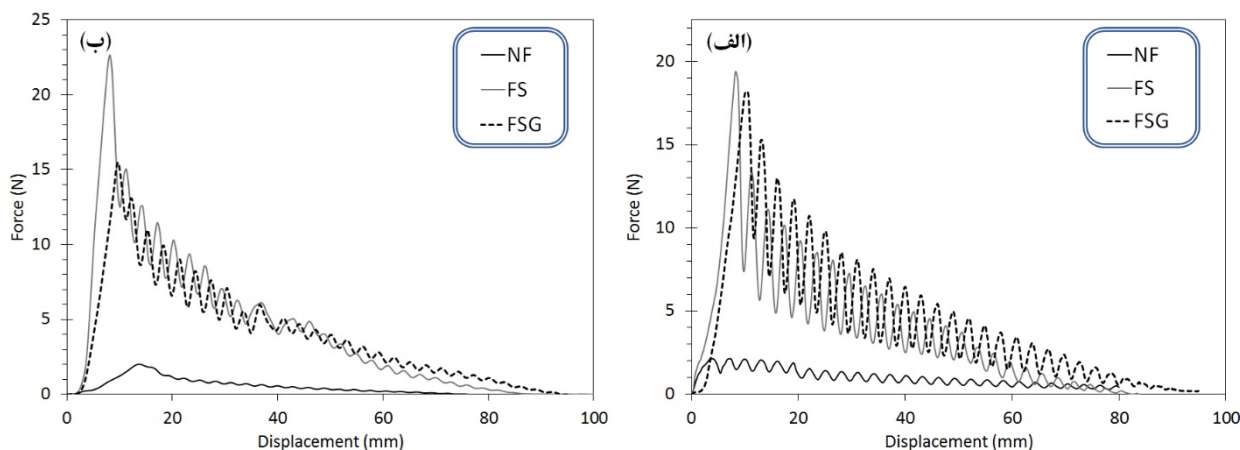 (ب)
NF
FS
FSG
25
20
15
10
5
0
Force (N)
0 20 40 60 80 100
Displacement (mm)
(الف)
NF
FS
FSG
20
15
10
5
0
Force (N)
0 20 40 60 80 100
Displacement (mm)